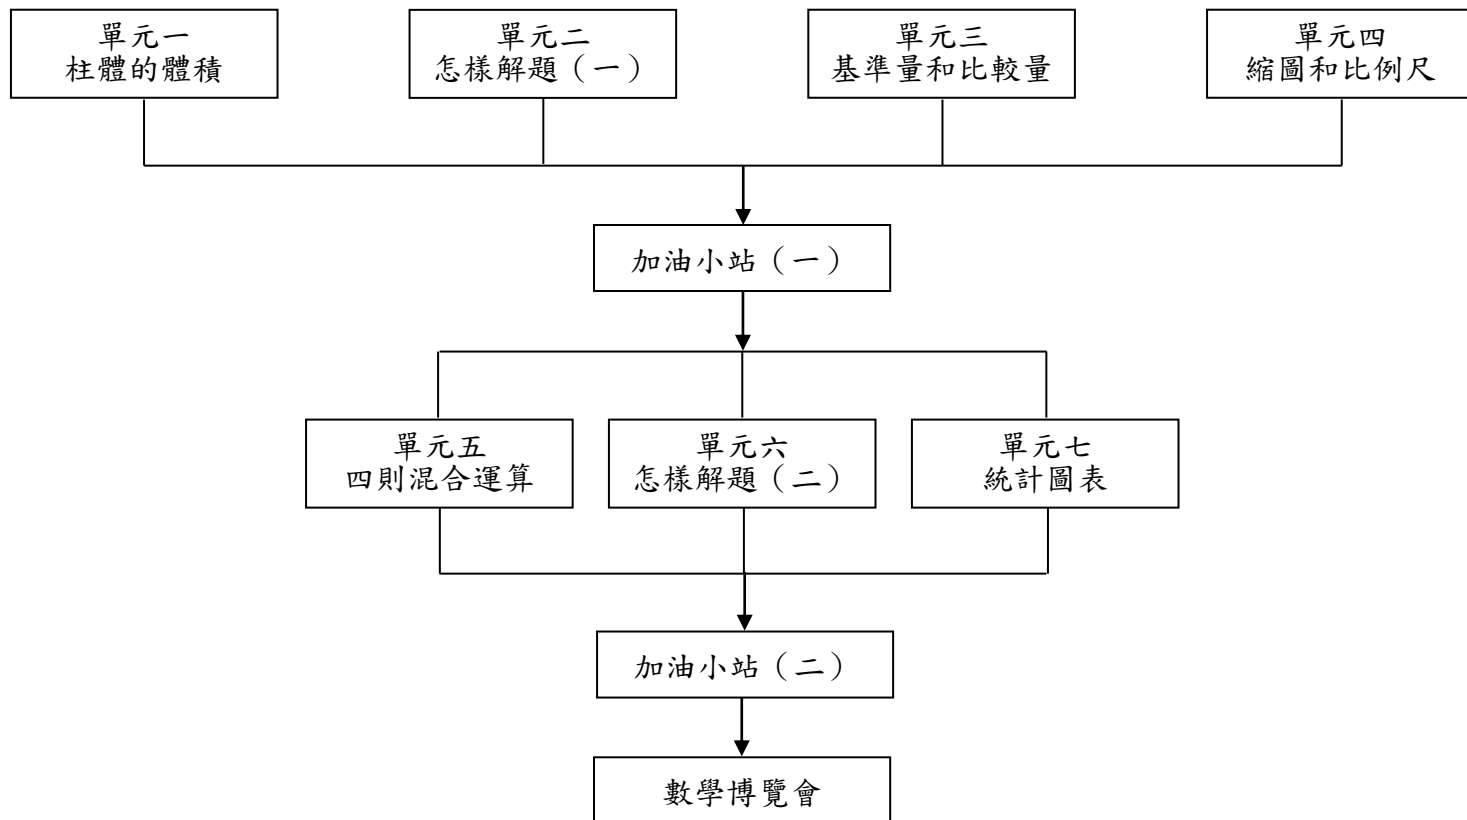 單元一
柱體的體積
單元二
怎樣解題（一）
單元三
基準量和比較量
單元四
縮圖和比例尺
加油小站（一）
單元五
四則混合運算
單元六
怎樣解題（二）
單元七
統計圖表
加油小站（二）
數學博覽會